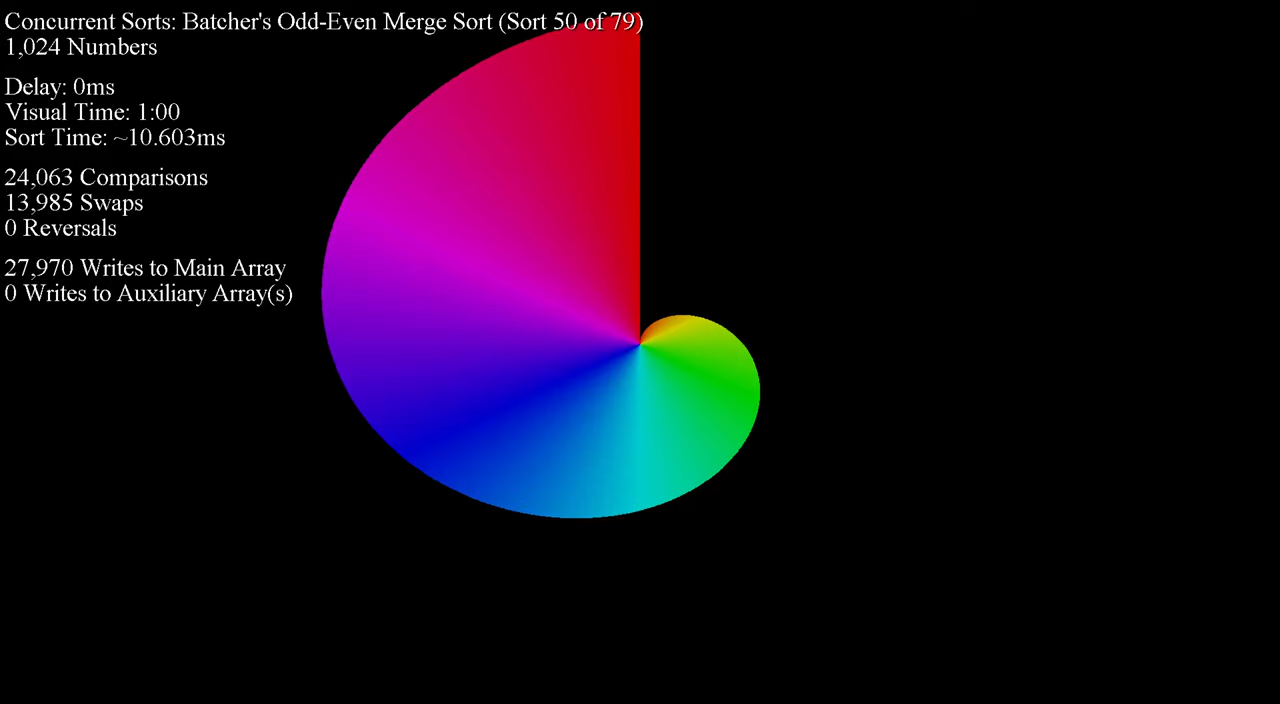 Concurrent Sorts: Batcher's Odd-Even Merge Sort (Sort 50 of 79)
1,024 Numbers
Delay: 0ms
Visual Time: 1:00
Sort Time: ~10.603ms
24,063 Comparisons
13,985 Swaps
0 Reversals
27,970 Writes to Main Array
0 Writes to Auxiliary Array(s)